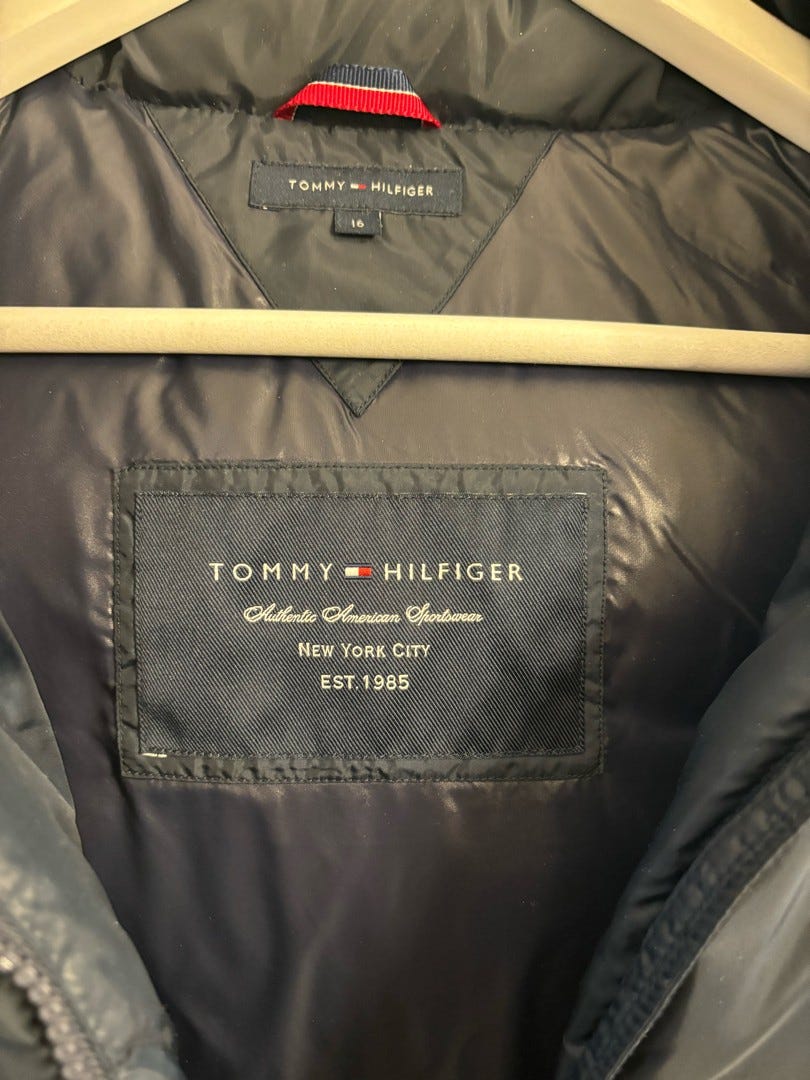 TOMMY HILFIGER
16
TOMMY HILFIGER
Authentic American Sportswear
NEW YORK CITY
EST.1985